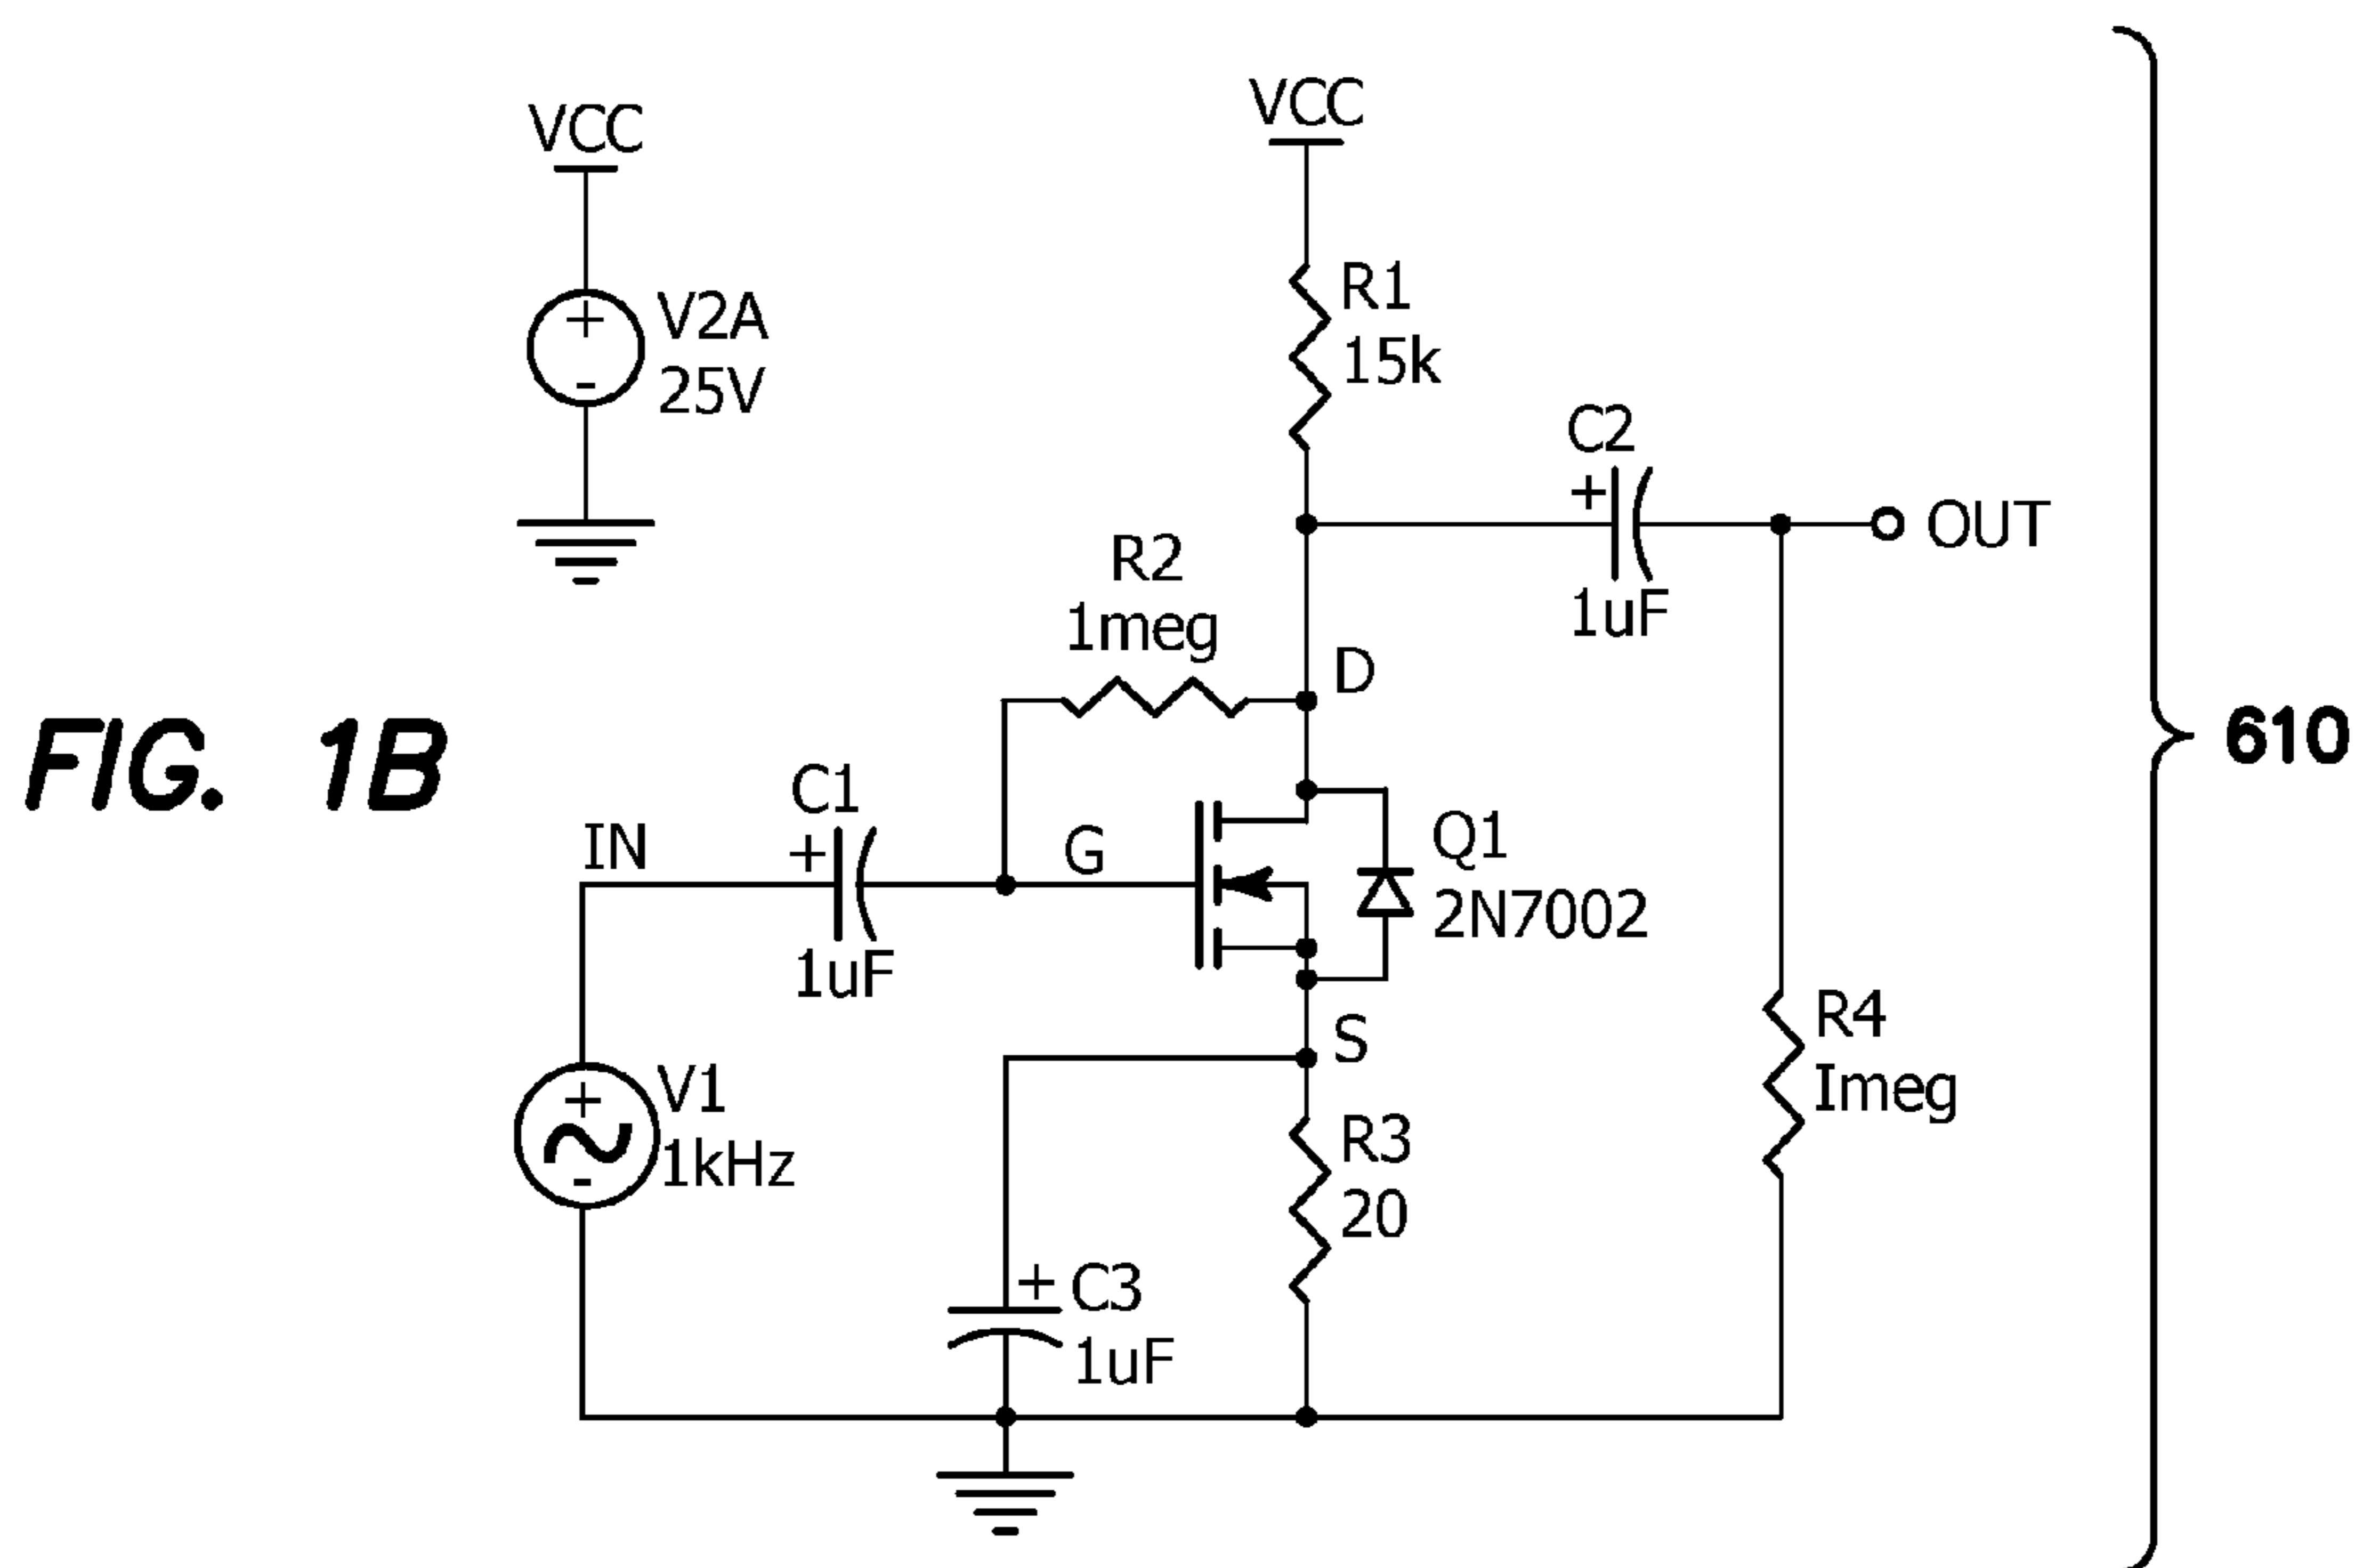 VCC
V2A
25V
VCC
R1
15k
C2
+
1uF
OUT
R2
1meg
D
FIG. 1B
610
IN
C1
+
1uF
G
Q1
2N7002
S
V1
1kHz
+
-
+
-
+ C3
1uF
R3
20
R4
Imeg